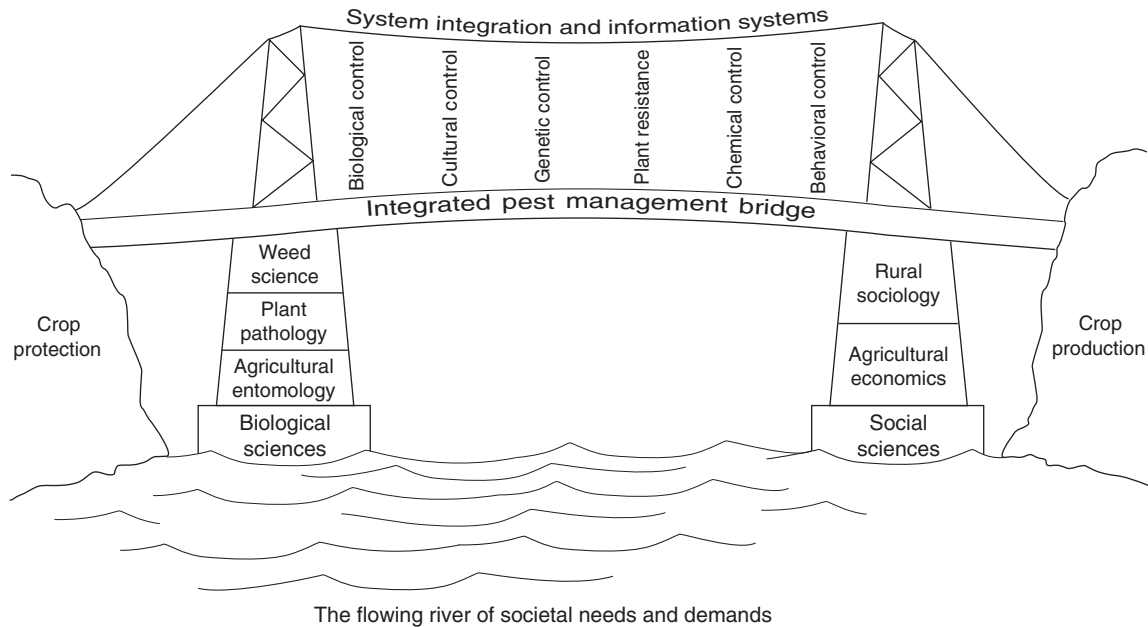 System integration and information systems
Biological control
Cultural control
Genetic control
Plant resistance
Chemical control
Behavioral control
Integrated pest management bridge
Weed
science
Plant
pathology
Agricultural
entomology
Biological
sciences
Rural
sociology
Agricultural
economics
Social
sciences
Crop
protection
Crop
production
The flowing river of societal needs and demands